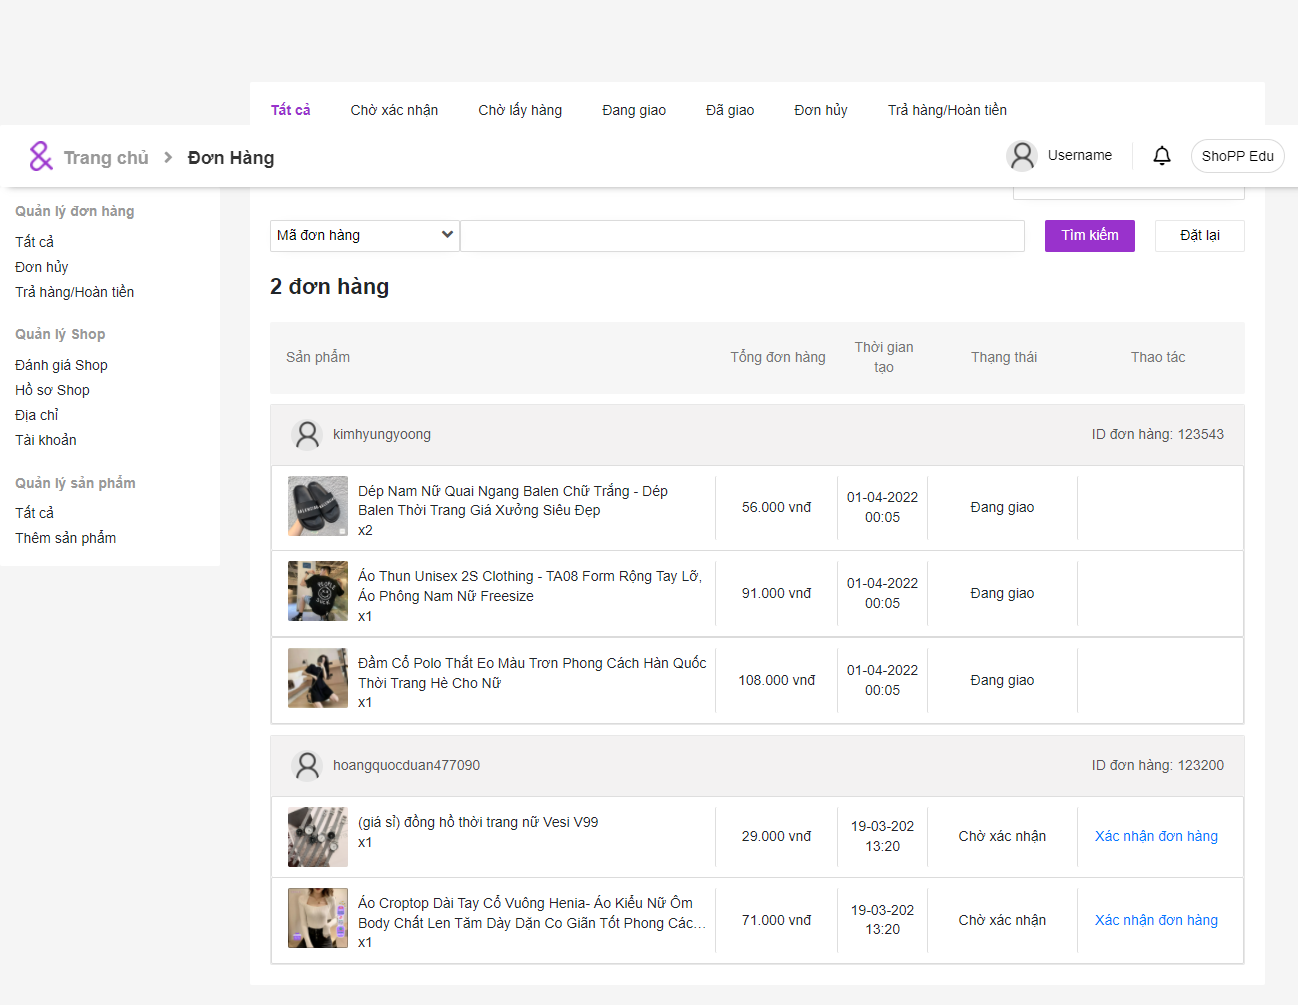 Tất cả Chờ xác nhận Chờ lấy hàng Đang giao Đã giao Đơn hủy Trả hàng/Hoàn tiền
Trang chủ Đơn Hàng Username ShoPP Edu
Quản lý đơn hàng
Tất cả
Đơn hủy
Trả hàng/Hoàn tiền
Quản lý Shop
Đánh giá Shop
Hồ sơ Shop
Địa chỉ
Tài khoản
Quản lý sản phẩm
Tất cả
Thêm sản phẩm
Mã đơn hàng Tìm kiếm Đặt lại
2 đơn hàng
Sản phẩm Tổng đơn hàng Thời gian tạo Thạng thái Thao tác
kimhyungyoong ID đơn hàng: 123543
Dép Nam Nữ Quai Ngang Balen Chữ Trắng - Dép
Balen Thời Trang Giá Xưởng Siêu Đẹp
x2
56.000 vnđ
01-04-2022
00:05
Đang giao
Áo Thun Unisex 2S Clothing - TA08 Form Rộng Tay Lỡ,
Áo Phông Nam Nữ Freesize
x1
91.000 vnđ
01-04-2022
00:05
Đang giao
Đầm Cổ Polo Thắt Eo Màu Trơn Phong Cách Hàn Quốc
Thời Trang Hè Cho Nữ
x1
108.000 vnđ
01-04-2022
00:05
Đang giao
hoangquocduan477090 ID đơn hàng: 123200
(giá sỉ) đồng hồ thời trang nữ Vesi V99
x1
29.000 vnđ
19-03-202
13:20
Chờ xác nhận
Xác nhận đơn hàng
Áo Croptop Dài Tay Cổ Vuông Henia- Áo Kiểu Nữ Ôm
Body Chất Len Tăm Dày Dặn Co Giãn Tốt Phong Các...
x1
71.000 vnđ
19-03-202
13:20
Chờ xác nhận
Xác nhận đơn hàng